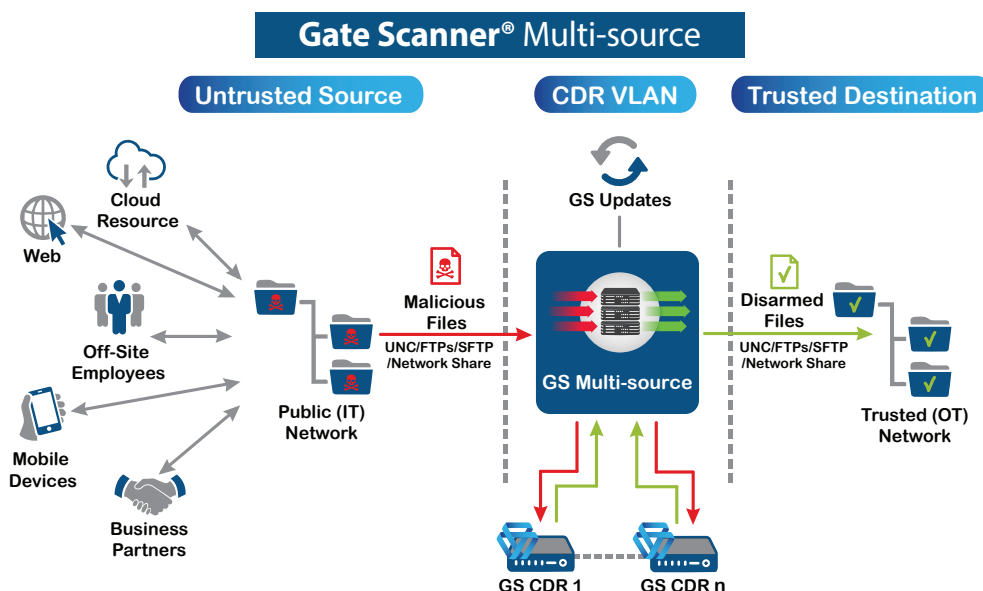 Gate Scanner® Multi-source
Untrusted Source
CDR VLAN
Trusted Destination
Cloud
Resource
Web
Off-Site
Employees
Mobile
Devices
Business
Partners
Public (IT)
Network
Malicious
Files
UNC/FTPs/SFTP
/Network Share
GS Updates
GS Multi-source
Disarmed
Files
UNC/FTPs/SFTP
/Network Share
Trusted (OT)
Network
GS CDR 1
GS CDR n